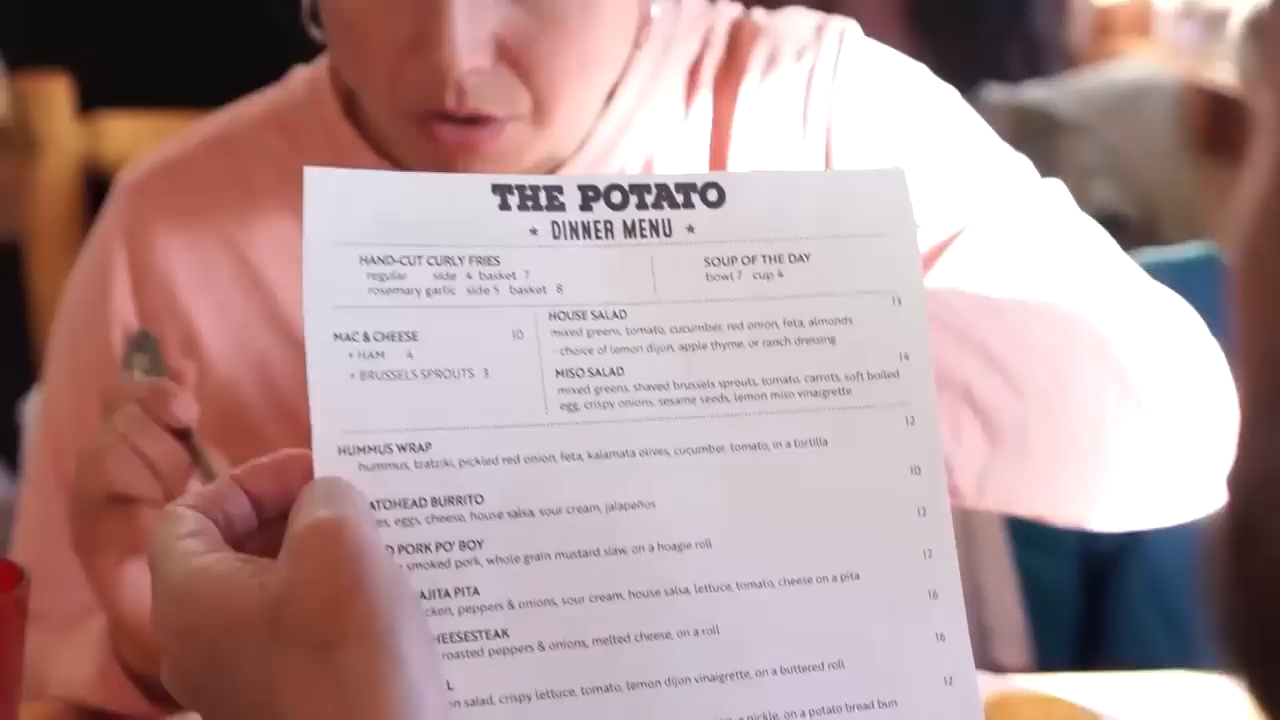 THE POTATO
★ DINNER MENU ★
HAND-CUT CURLY FRIES
regular side 4 basket 7
rosemary garlic side 5 basket 8
SOUP OF THE DAY
bowl 7 cup 4
MAC & CHEESE 10
• HAM 4
• BRUSSELS SPROUTS 3
HOUSE SALAD 13
mixed greens, tomato, cucumber, red onion, feta, almonds
-choice of lemon dijon, apple thyme, or ranch dressing
MISO SALAD 14
mixed greens, shaved brussels sprouts, tomato, carrots, soft boiled
egg, crispy onions, sesame seeds, lemon miso vinaigrette
HUMMUS WRAP 12
hummus, tzatziki, pickled red onion, feta, kalamata olives, cucumber, tomato, in a tortilla
ATOHEAD BURRITO 10
es, eggs, cheese, house salsa, sour cream, jalapeños
PORK PO' BOY 12
smoked pork, whole grain mustard slaw, on a hoagie roll
AJITA PITA 12
cken, peppers & onions, sour cream, house salsa, lettuce, tomato, cheese on a pita
HEESESTEAK 16
roasted peppers & onions, melted cheese, on a roll
L 16
n salad, crispy lettuce, tomato, lemon dijon vinaigrette, on a buttered roll
12
pickle, on a potato bread bun